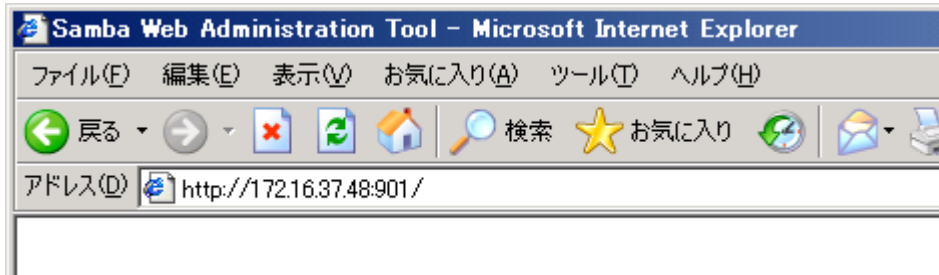 Samba Web Administration Tool - Microsoft Internet Explorer
ファイル(F) 編集(E) 表示(V) お気に入り(A) ツール(T) ヘルプ(H)
戻る 検索 お気に入り
アドレス(D) http://172.16.37.48:901/